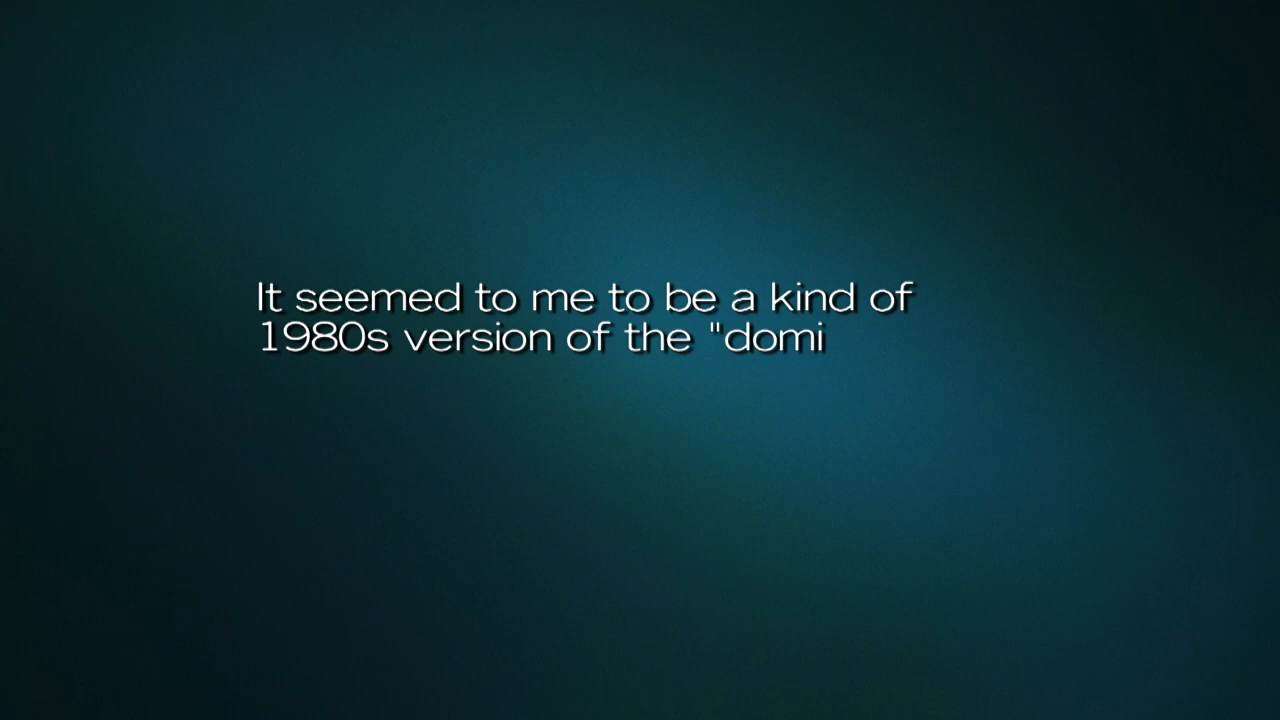 It seemed to me to be a kind of
1980s version of the "domi